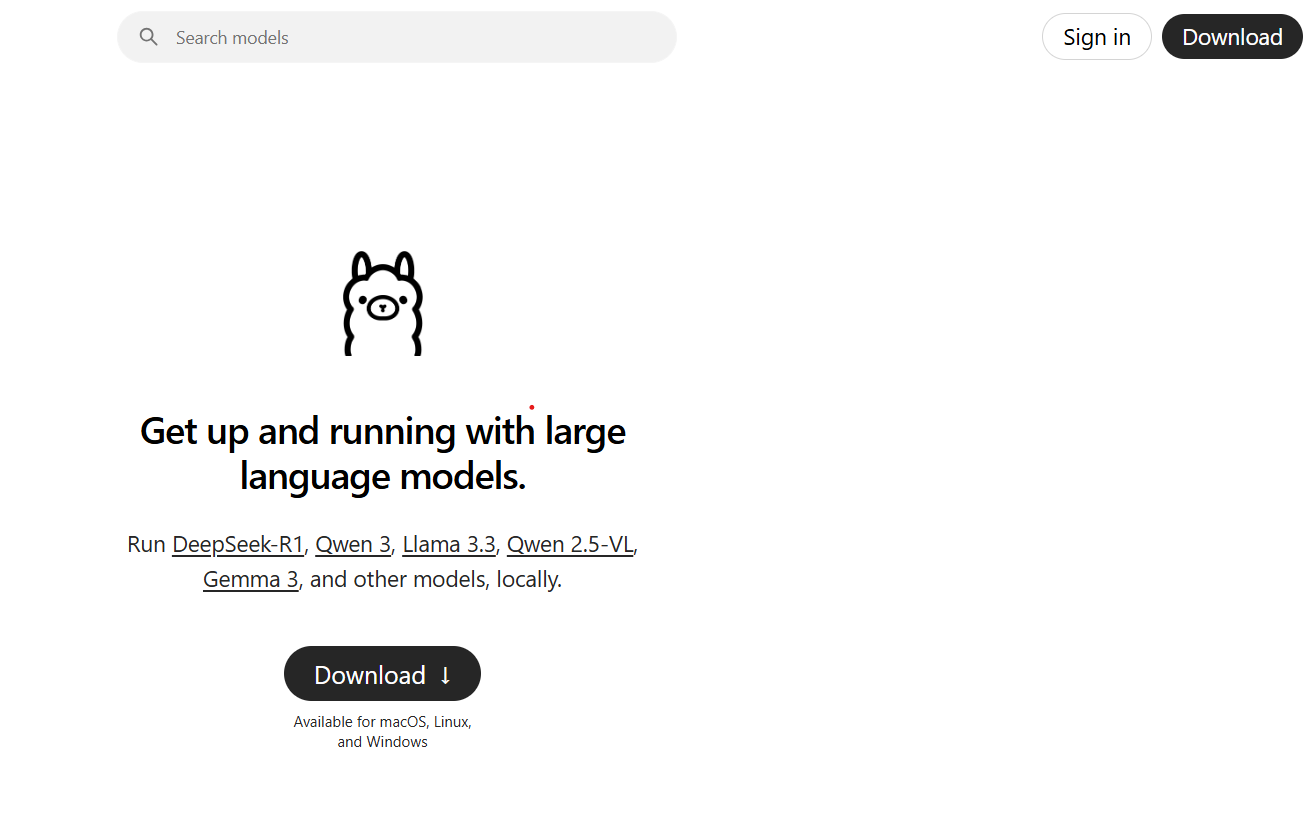 Search models
Sign in
Download
Get up and running with large
language models.
Run DeepSeek-R1, Qwen 3, Llama 3.3, Qwen 2.5-VL,
Gemma 3, and other models, locally.
Download ↓
Available for macOS, Linux,
and Windows